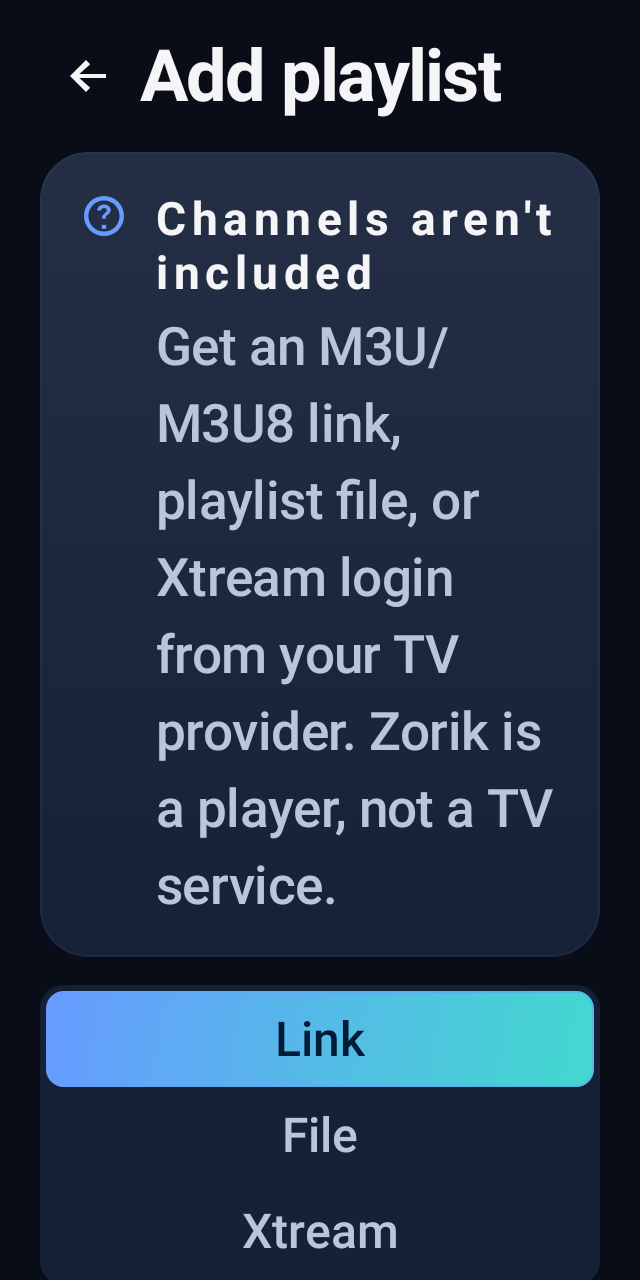 Add playlist
Channels aren't
included
Get an M3U/
M3U8 link,
playlist file, or
Xtream login
from your TV
provider. Zorik is
a player, not a TV
service.
Link
File
Xtream